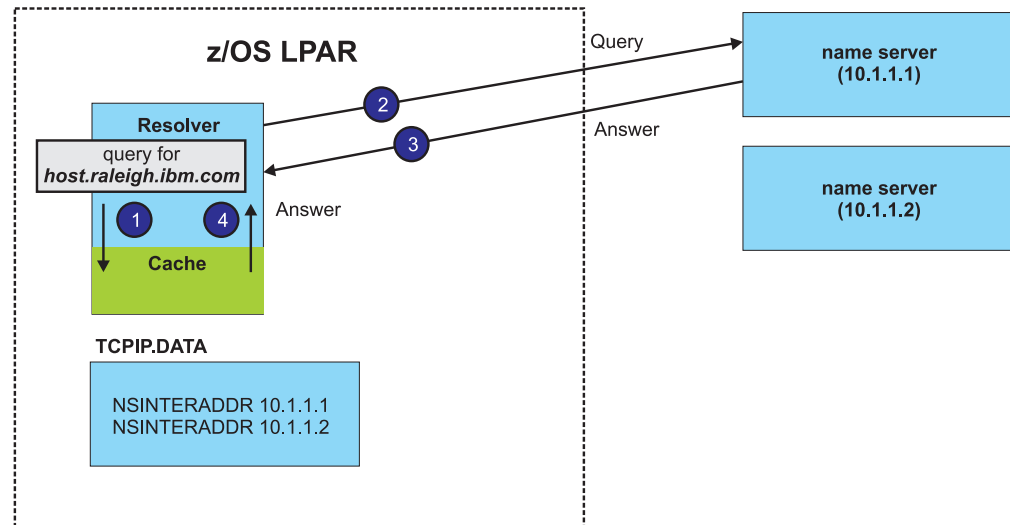 z/OS LPAR
Query
name server
(10.1.1.1)
2
Resolver
3
Answer
query for
host.raleigh.ibm.com
name server
(10.1.1.2)
1
4
Answer
Cache
TCPIP.DATA
NSINTERADDR 10.1.1.1
NSINTERADDR 10.1.1.2